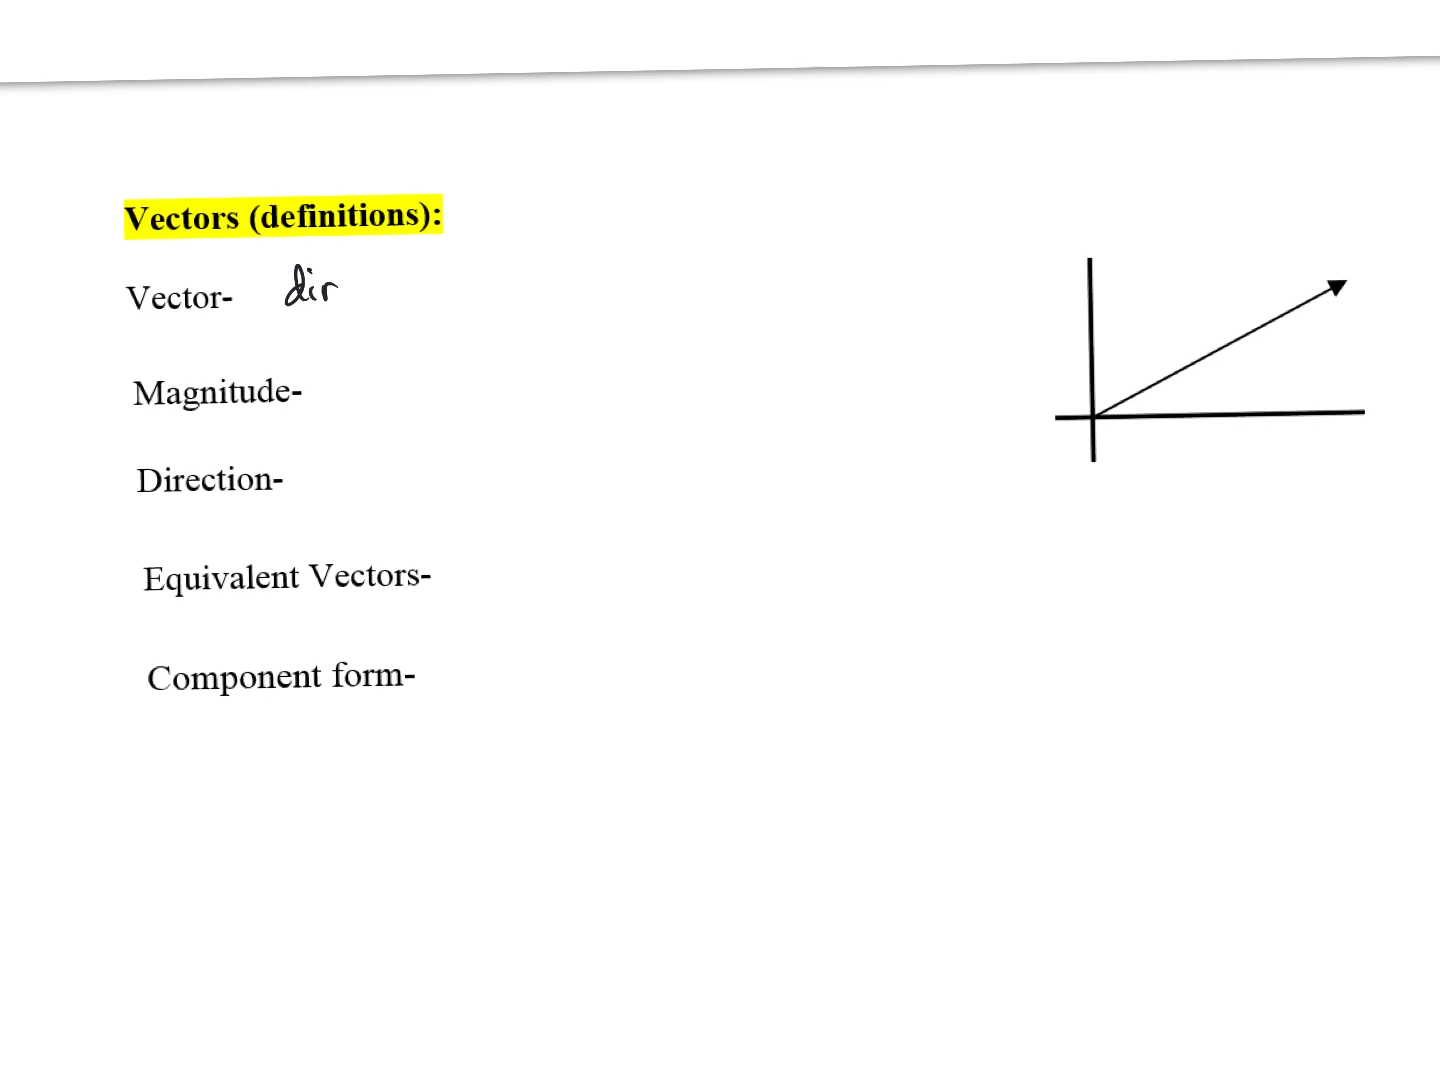 Vectors (definitions):
Vector- dir
Magnitude-
Direction-
Equivalent Vectors-
Component form-